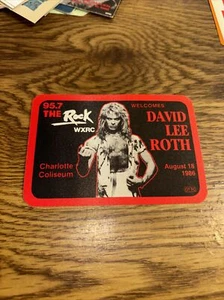 95.7
THE Rock
WXRC
WELCOMES
DAVID
LEE
ROTH
Charlotte
Coliseum
August 18
1986